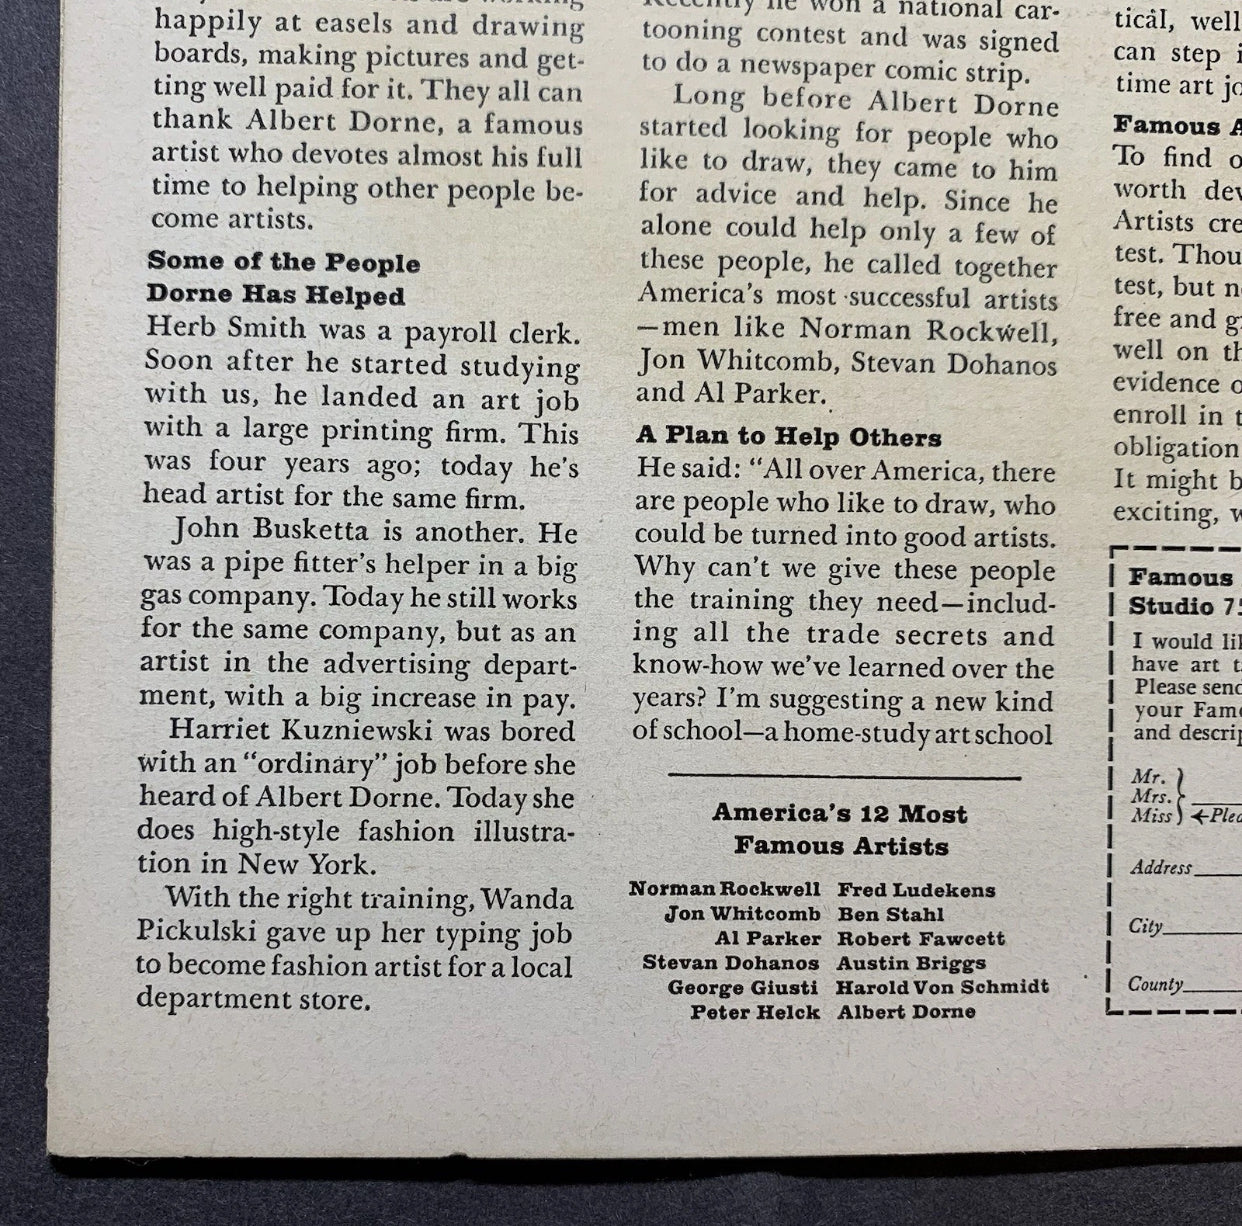 happily at easels and drawing
boards, making pictures and get-
ting well paid for it. They all can
thank Albert Dorne, a famous
artist who devotes almost his full
time to helping other people be-
come artists.
Some of the People
Dorne Has Helped
Herb Smith was a payroll clerk.
Soon after he started studying
with us, he landed an art job
with a large printing firm. This
was four years ago; today he's
head artist for the same firm.
John Busketta is another. He
was a pipe fitter's helper in a big
gas company. Today he still works
for the same company, but as an
artist in the advertising depart-
ment, with a big increase in pay.
Harriet Kuzniewski was bored
with an "ordinary" job before she
heard of Albert Dorne. Today she
does high-style fashion illustra-
tion in New York.
With the right training, Wanda
Pickulski gave up her typing job
to become fashion artist for a local
department store.
Recently he won a national car-
tooning contest and was signed
to do a newspaper comic strip.
Long before Albert Dorne
started looking for people who
like to draw, they came to him
for advice and help. Since he
alone could help only a few of
these people, he called together
America's most successful artists
—men like Norman Rockwell,
Jon Whitcomb, Stevan Dohanos
and Al Parker.
A Plan to Help Others
He said: "All over America, there
are people who like to draw, who
could be turned into good artists.
Why can't we give these people
the training they need—includ-
ing all the trade secrets and
know-how we've learned over the
years? I'm suggesting a new kind
of school—a home-study art school
America's 12 Most
Famous Artists
Norman Rockwell Fred Ludekens
Jon Whitcomb Ben Stahl
Al Parker Robert Fawcett
Stevan Dohanos Austin Briggs
George Giusti Harold Von Schmidt
Peter Helck Albert Dorne
tical, well
can step
time art
Famous
To find
worth
Artists
test.
test, but
free and
well on
evidence
enroll in
obligation
It might
exciting,
Famous
Studio
I would
have art
Please
your
and
Mr.
Mrs.
Miss
Address
City
County